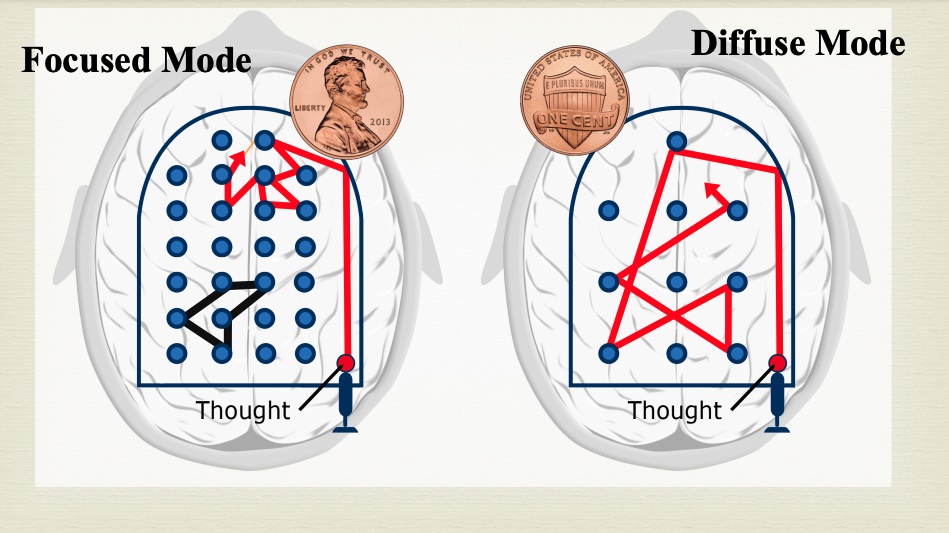 Focused Mode
IN GOD WE TRUST
LIBERTY
2013
Thought
Diffuse Mode
UNITED STATES OF AMERICA
E PLURIBUS UNUM
ONE CENT
Thought